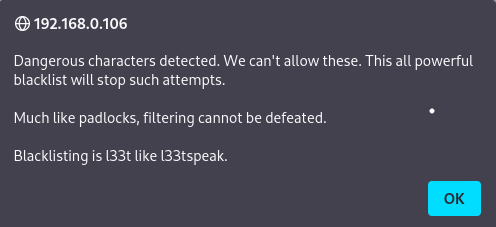 192.168.0.106
Dangerous characters detected. We can't allow these. This all powerful
blacklist will stop such attempts.
Much like padlocks, filtering cannot be defeated.
Blacklisting is l33t like l33tspeak.
OK